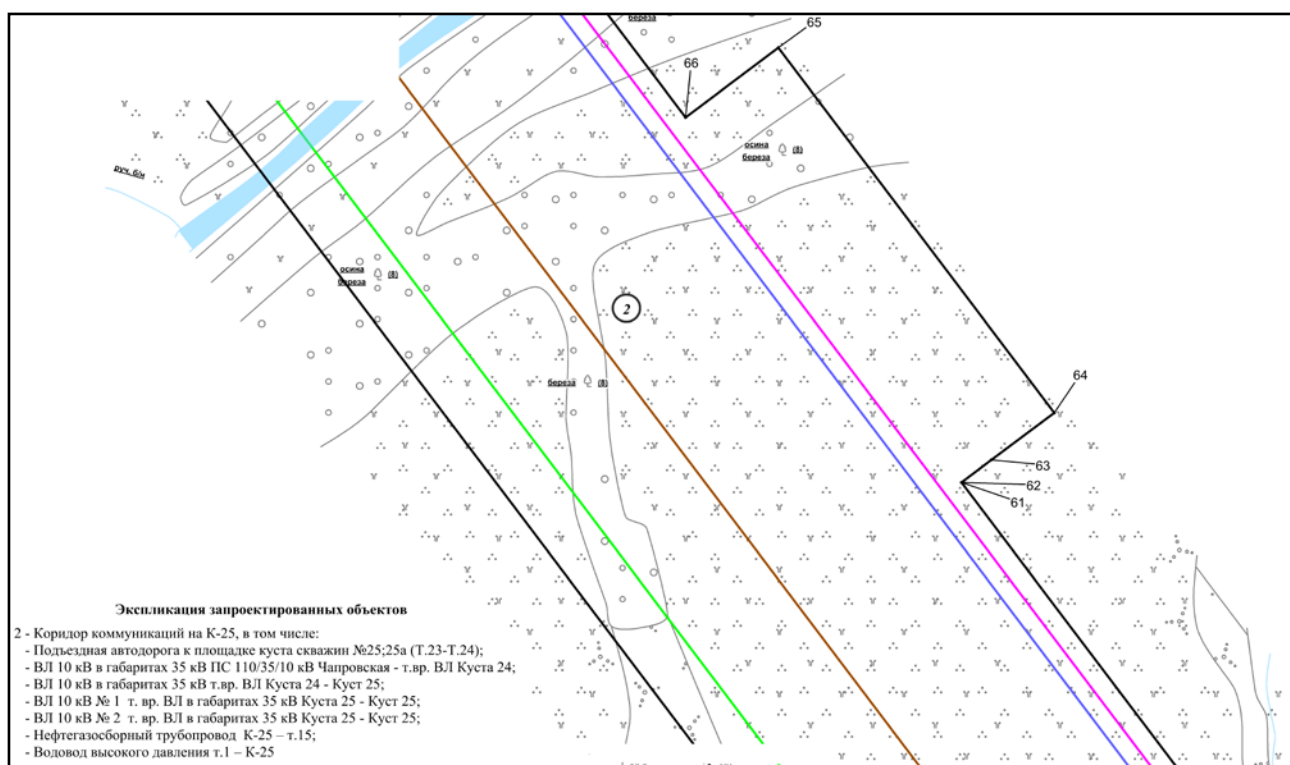 береза
65
66
осина
береза
(8)
руч. б/н
осина
береза
(8)
2
береза
(8)
64
63
62
61
Экспликация запроектированных объектов
2 - Коридор коммуникаций на К-25, в том числе:
- Подъездная автодорога к площадке куста скважин №25;25а (Т.23-Т.24);
- ВЛ 10 кВ в габаритах 35 кВ ПС 110/35/10 кВ Чапровская - т.вр. ВЛ Куста 24;
- ВЛ 10 кВ в габаритах 35 кВ т.вр. ВЛ Куста 24 - Куст 25;
- ВЛ 10 кВ № 1 т. вр. ВЛ в габаритах 35 кВ Куста 25 - Куст 25;
- ВЛ 10 кВ № 2 т. вр. ВЛ в габаритах 35 кВ Куста 25 - Куст 25;
- Нефтегазосборный трубопровод К-25 – т.15;
- Водовод высокого давления т.1 – К-25